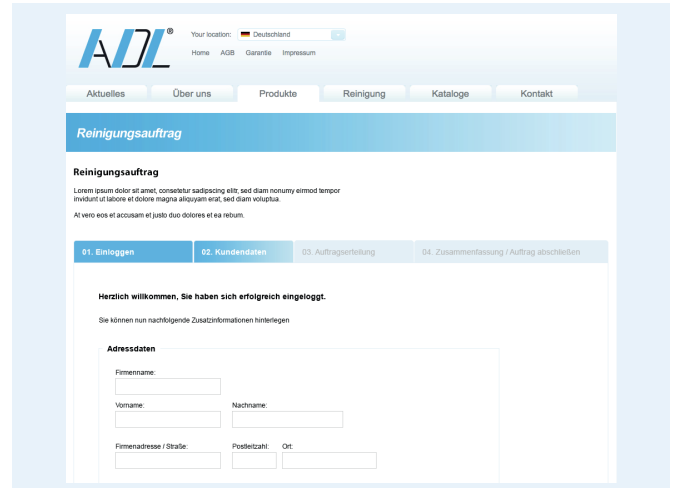 ADL®
Your location: Deutschland
Home AGB Garantie Impressum
Aktuelles Über uns Produkte Reinigung Kataloge Kontakt
Reinigungsauftrag
Reinigungsauftrag
Lorem ipsum dolor sit amet, consetetur sadipscing elitr, sed diam nonumy eirmod tempor
invidunt ut labore et dolore magna aliquyam erat, sed diam voluptua.
At vero eos et accusam et justo duo dolores et ea rebum.
01. Einloggen 02. Kundendaten 03. Auftragserteilung 04. Zusammenfassung / Auftrag abschließen
Herzlich willkommen, Sie haben sich erfolgreich eingeloggt.
Sie können nun nachfolgende Zusatzinformationen hinterlegen
Adressdaten
Firmenname:
Vorname: Nachname:
Firmenadresse / Straße: Postleitzahl: Ort: